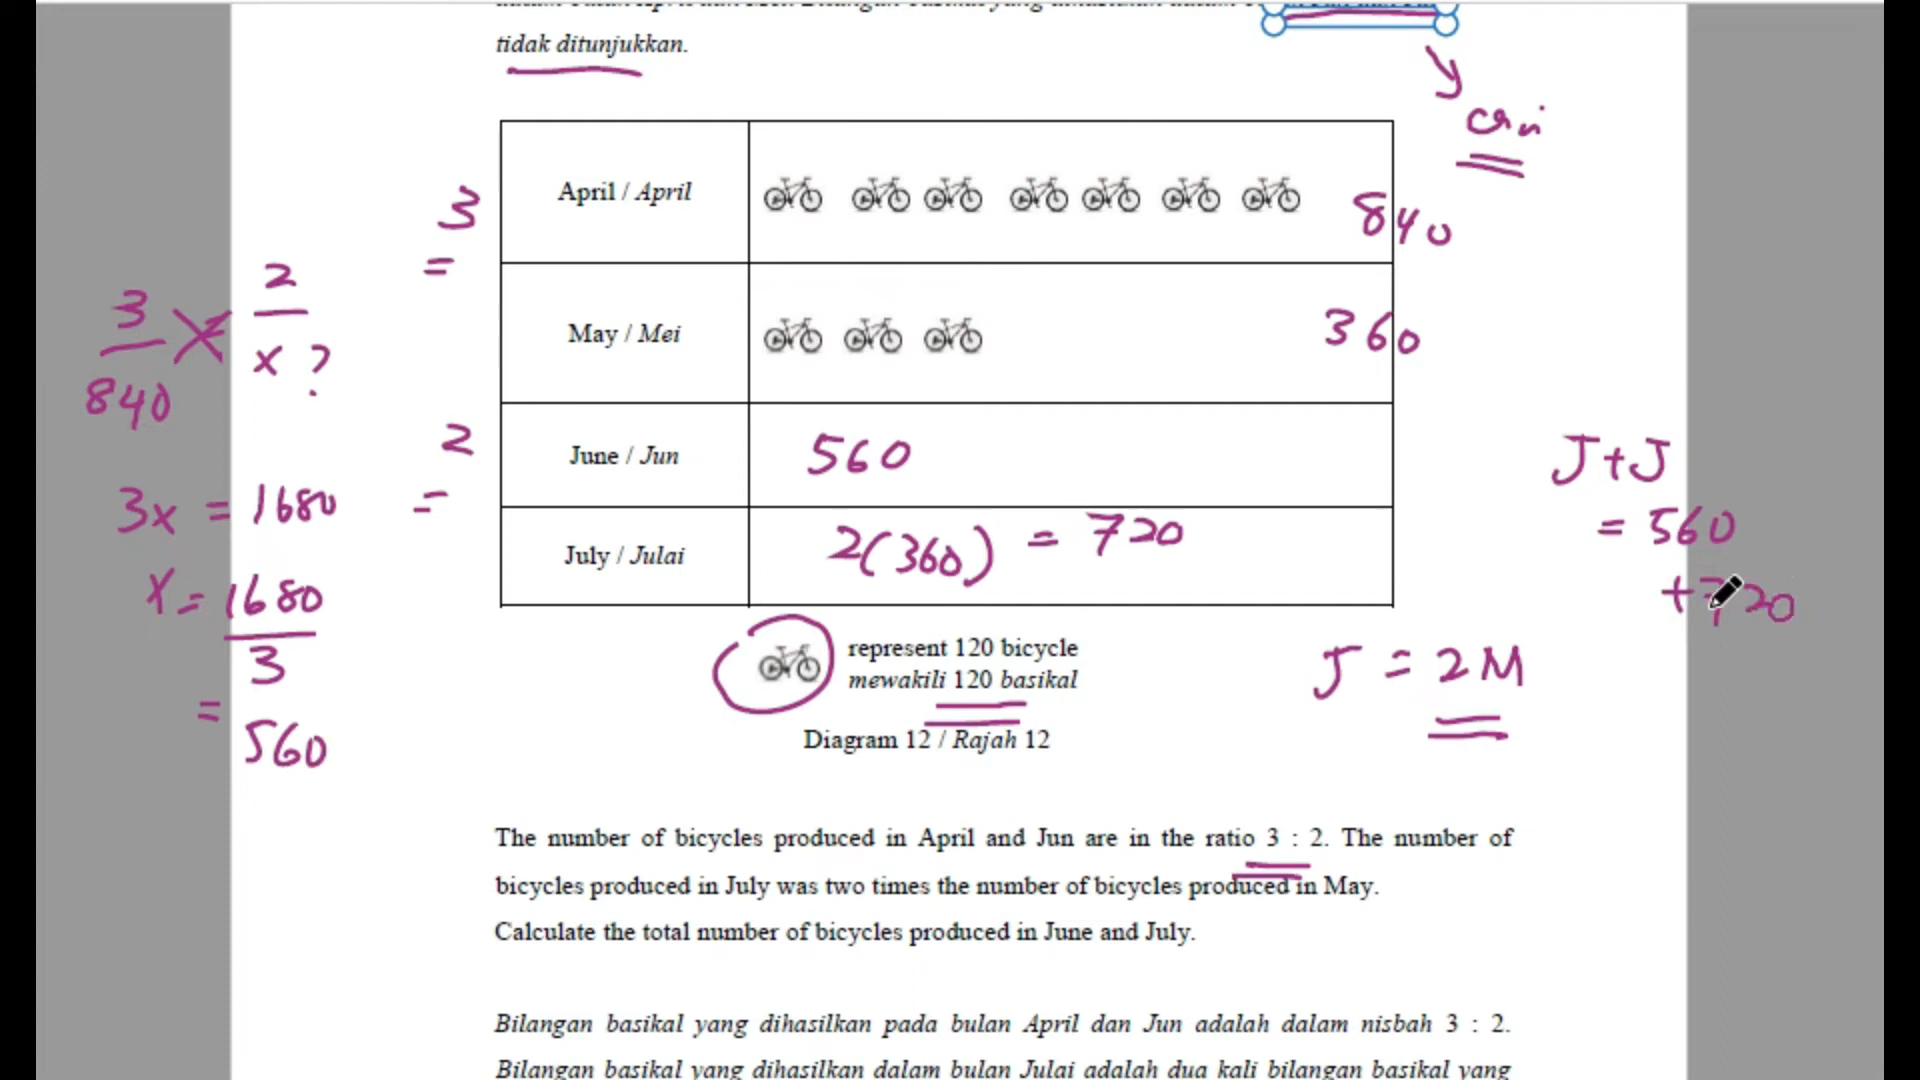 tidak ditunjukkan.
cari
April / April
840
3
=
May / Mei
360
3
840
2
x ?
June / Jun
560
2
=
July / Julai
2(360) = 720
3x = 1680
x = 1680
3
= 560
J + J
= 560
+ 720
represent 120 bicycle
mewakili 120 basikal
J = 2M
Diagram 12 / Rajah 12
The number of bicycles produced in April and Jun are in the ratio 3 : 2. The number of
bicycles produced in July was two times the number of bicycles produced in May.
Calculate the total number of bicycles produced in June and July.
Bilangan basikal yang dihasilkan pada bulan April dan Jun adalah dalam nisbah 3 : 2.
Bilangan basikal yang dihasilkan dalam bulan Julai adalah dua kali bilangan basikal yang